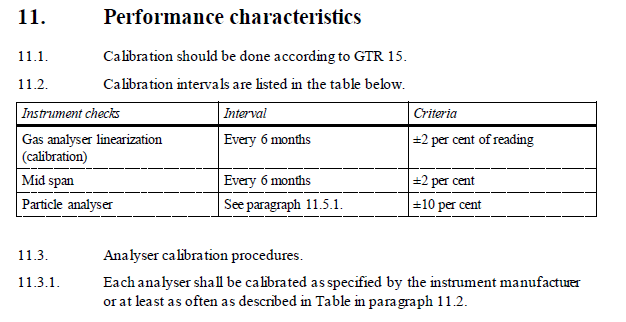 11. Performance characteristics
11.1. Calibration should be done according to GTR 15.
11.2. Calibration intervals are listed in the table below.
Instrument checks Interval Criteria
Gas analyser linearization Every 6 months ±2 per cent of reading
(calibration)
Mid span Every 6 months ±2 per cent
Particle analyser See paragraph 11.5.1. ±10 per cent
11.3. Analyser calibration procedures.
11.3.1. Each analyser shall be calibrated as specified by the instrument manufacturer
or at least as often as described in Table in paragraph 11.2.